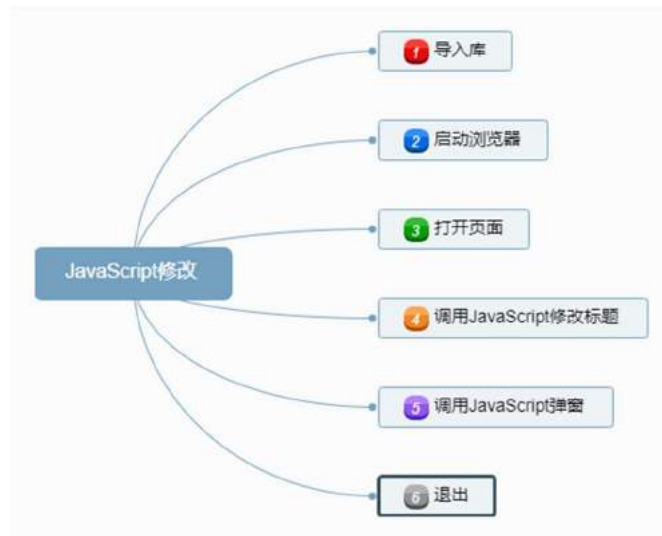 JavaScript修改
1 导入库
2 启动浏览器
3 打开页面
4 调用JavaScript修改标题
5 调用JavaScript弹窗
6 退出